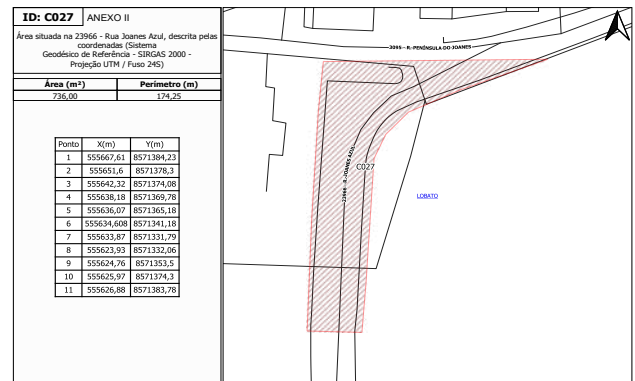 ID: C027 ANEXO II
Área situada na 23966 - Rua Joanes Azul, descrita pelas
coordenadas (Sistema
Geodésico de Referência - SIRGAS 2000 -
Projeção UTM / Fuso 24S)
Área (m²) Perímetro (m)
736,00 174,25
Ponto X(m) Y(m)
1 555667,61 8571384,23
2 555651,6 8571378,3
3 555642,32 8571374,08
4 555638,18 8571369,78
5 555636,07 8571365,18
6 555634,608 8571341,18
7 555633,87 8571331,79
8 555623,93 8571332,06
9 555624,76 8571353,5
10 555625,97 8571374,3
11 555626,88 8571383,78
3095 - R. PENÍNSULA DO JOANES
23966 - R. JOANES AZUL
C027
LOBATO